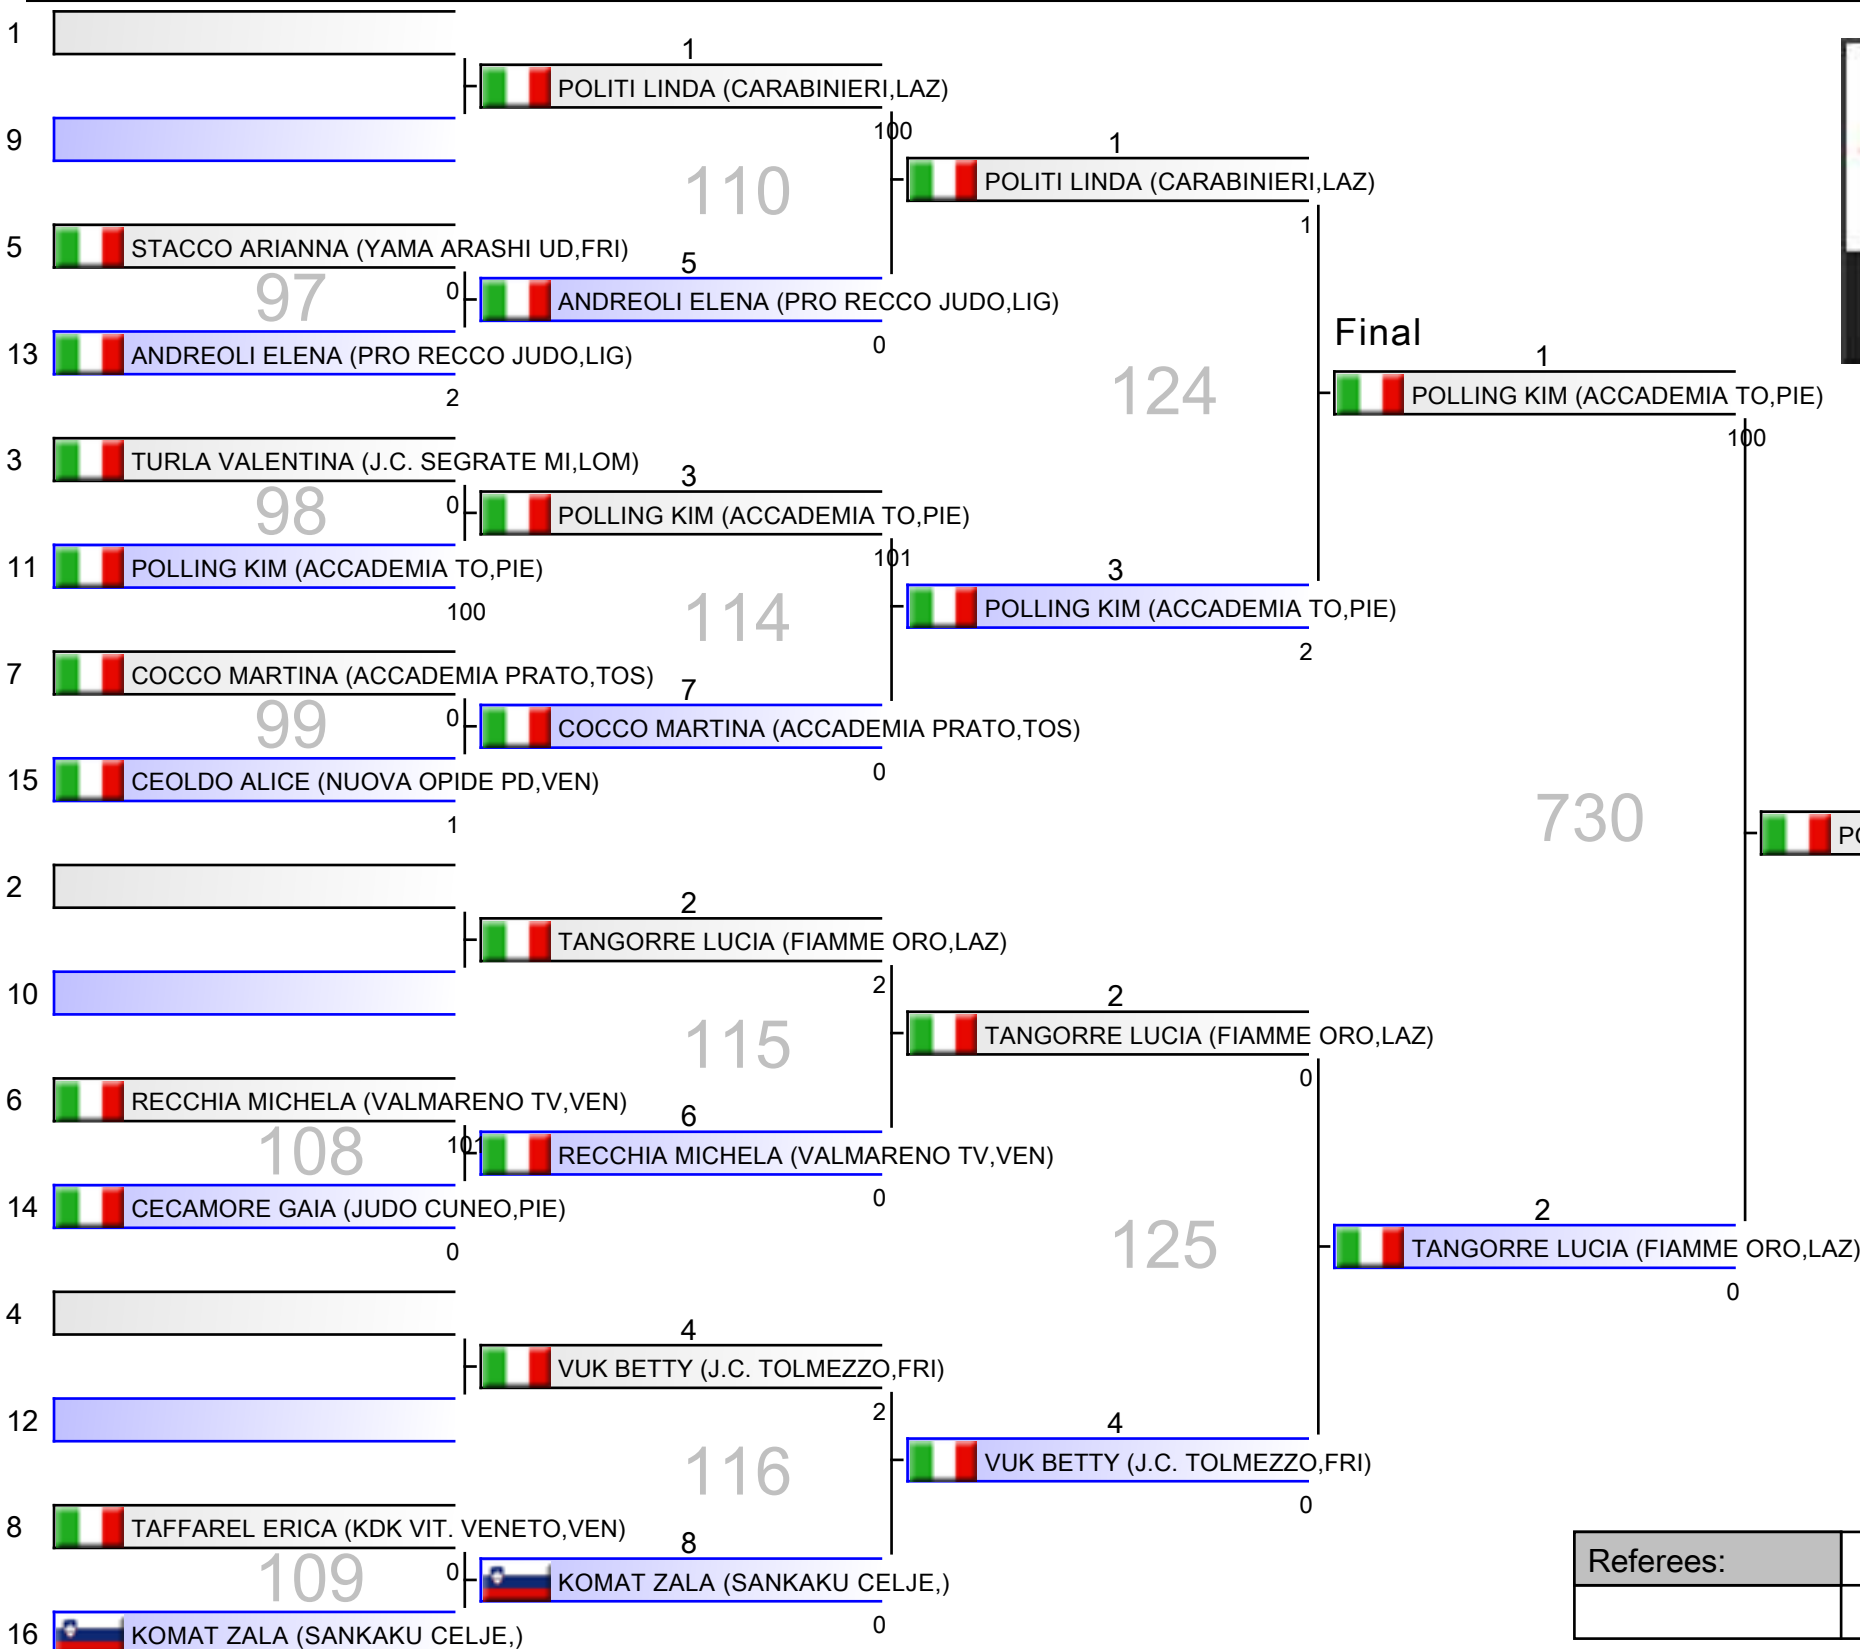 1
1
POLITI LINDA (CARABINIERI,LAZ)
100
9
1
110
POLITI LINDA (CARABINIERI,LAZ)
1
5
STACCO ARIANNA (YAMA ARASHI UD,FRI)
5
97
0
ANDREOLI ELENA (PRO RECCO JUDO,LIG)
0
13
ANDREOLI ELENA (PRO RECCO JUDO,LIG)
2
Final
1
124
POLLING KIM (ACCADEMIA TO,PIE)
100
3
TURLA VALENTINA (J.C. SEGRATE MI,LOM)
3
98
0
POLLING KIM (ACCADEMIA TO,PIE)
101
11
POLLING KIM (ACCADEMIA TO,PIE)
100
3
114
POLLING KIM (ACCADEMIA TO,PIE)
2
7
COCCO MARTINA (ACCADEMIA PRATO,TOS)
7
99
0
COCCO MARTINA (ACCADEMIA PRATO,TOS)
0
15
CEOLDO ALICE (NUOVA OPIDE PD,VEN)
1
730
PO
2
2
TANGORRE LUCIA (FIAMME ORO,LAZ)
2
10
2
115
TANGORRE LUCIA (FIAMME ORO,LAZ)
0
6
RECCHIA MICHELA (VALMARENO TV,VEN)
6
108
101
RECCHIA MICHELA (VALMARENO TV,VEN)
0
14
CECAMORE GAIA (JUDO CUNEO,PIE)
0
2
125
TANGORRE LUCIA (FIAMME ORO,LAZ)
0
4
4
VUK BETTY (J.C. TOLMEZZO,FRI)
2
12
4
116
VUK BETTY (J.C. TOLMEZZO,FRI)
0
8
TAFFAREL ERICA (KDK VIT. VENETO,VEN)
8
109
0
KOMAT ZALA (SANKAKU CELJE,)
0
16
KOMAT ZALA (SANKAKU CELJE,)
Referees: